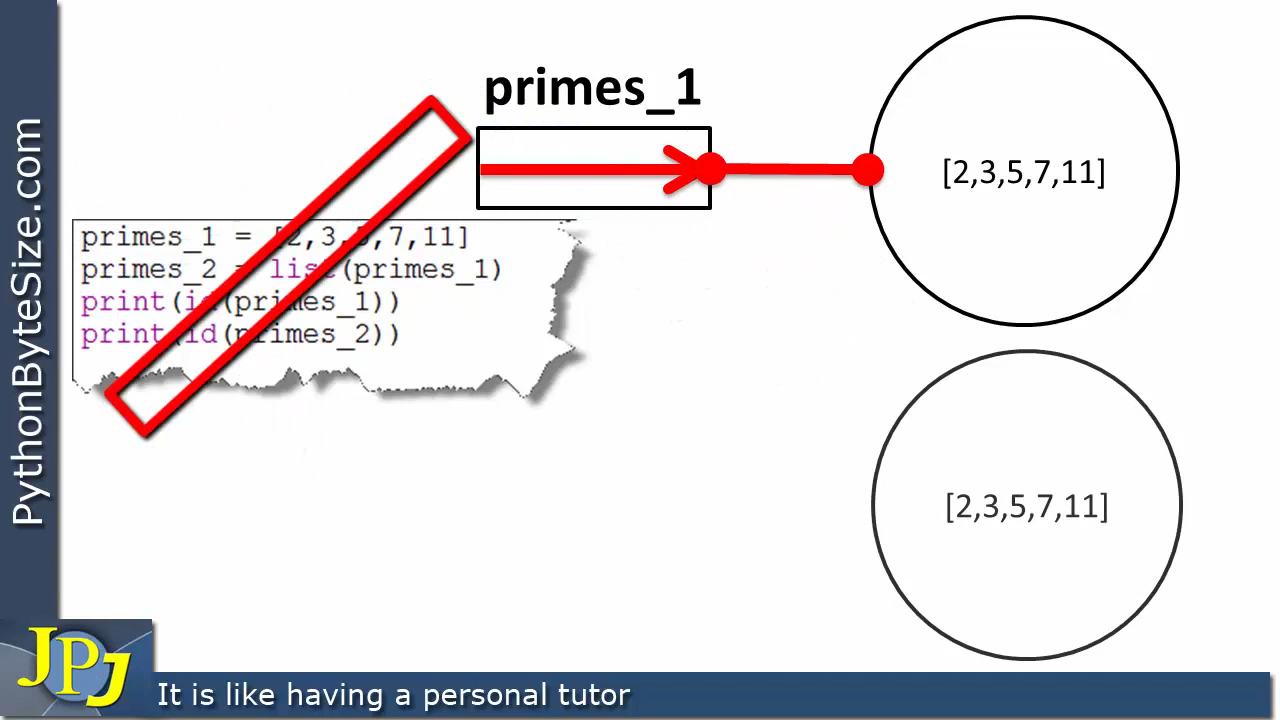 PythonByteSize.com
primes_1
[2,3,5,7,11]
primes_1 = [2,3,5,7,11]
primes_2 = list(primes_1)
print(id(primes_1))
print(id(primes_2))
[2,3,5,7,11]
JPJ
It is like having a personal tutor